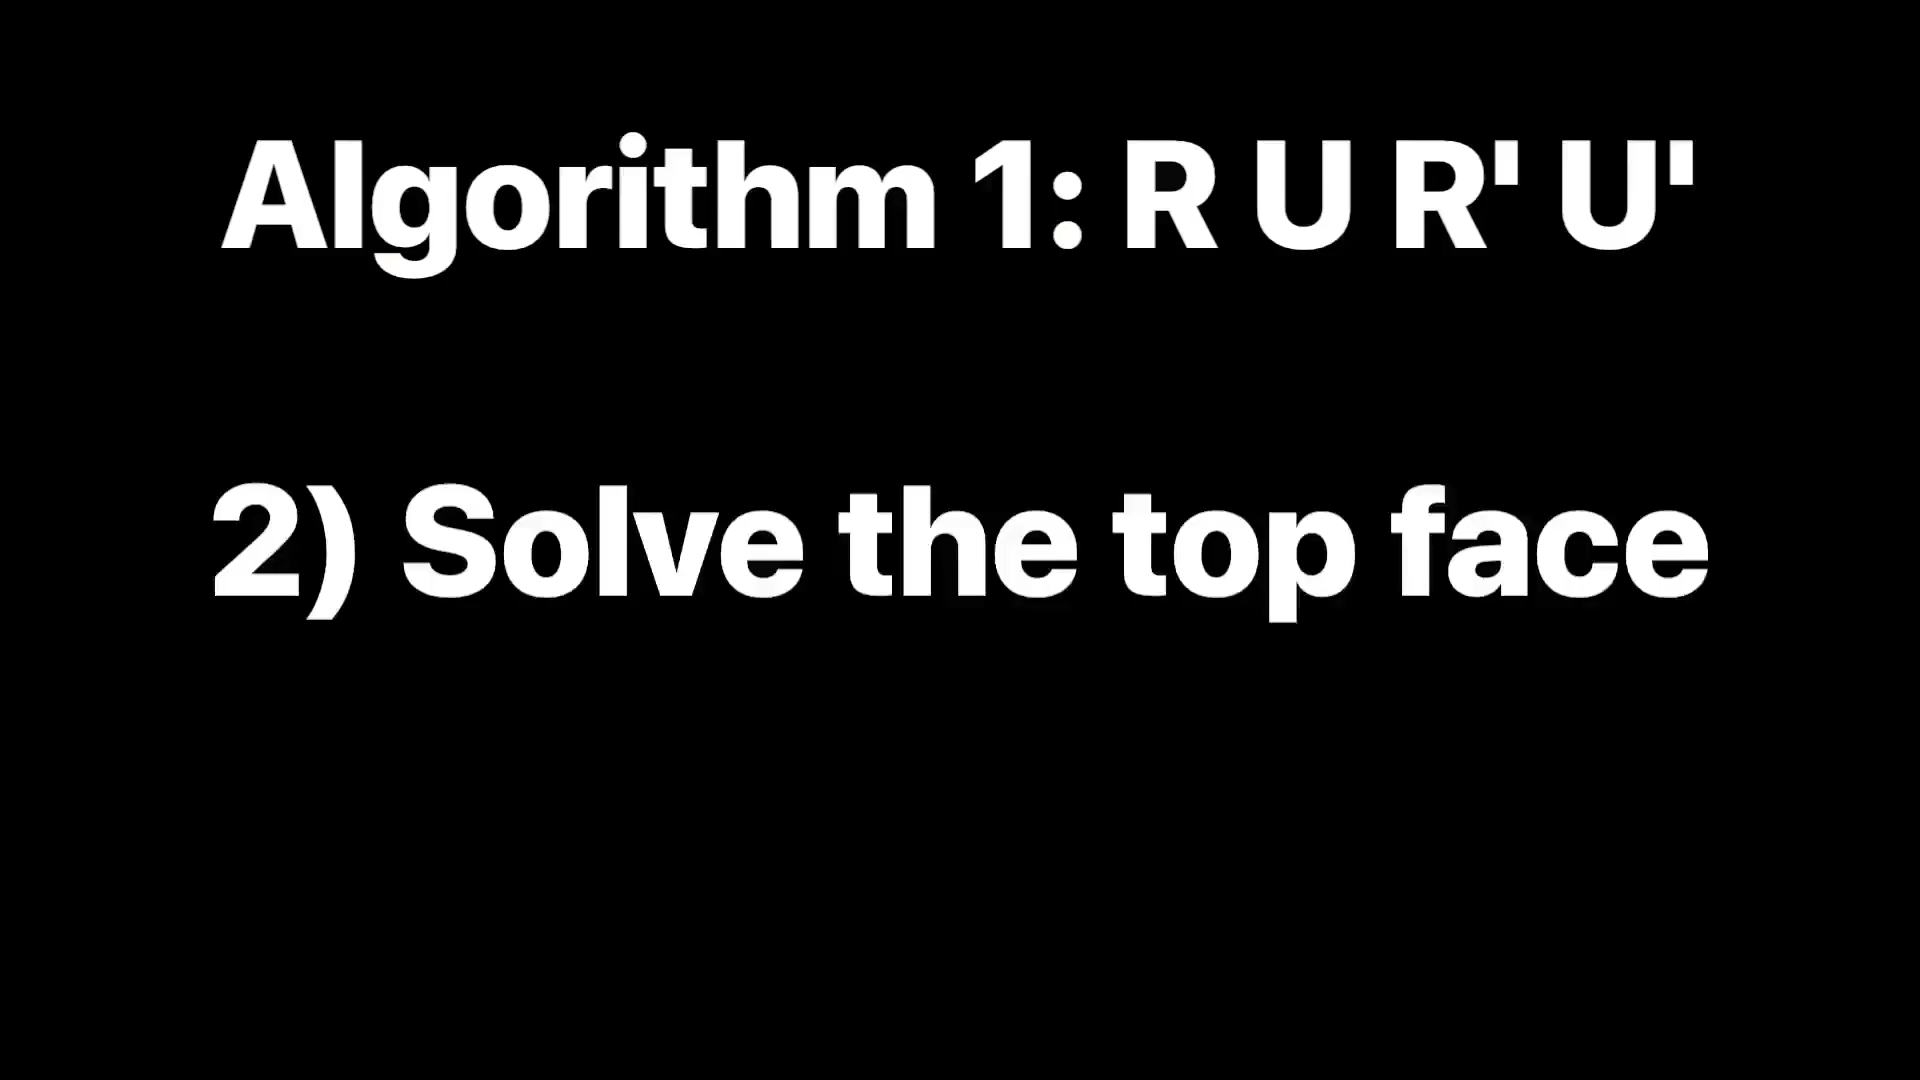 Algorithm 1: R U R' U'
2) Solve the top face